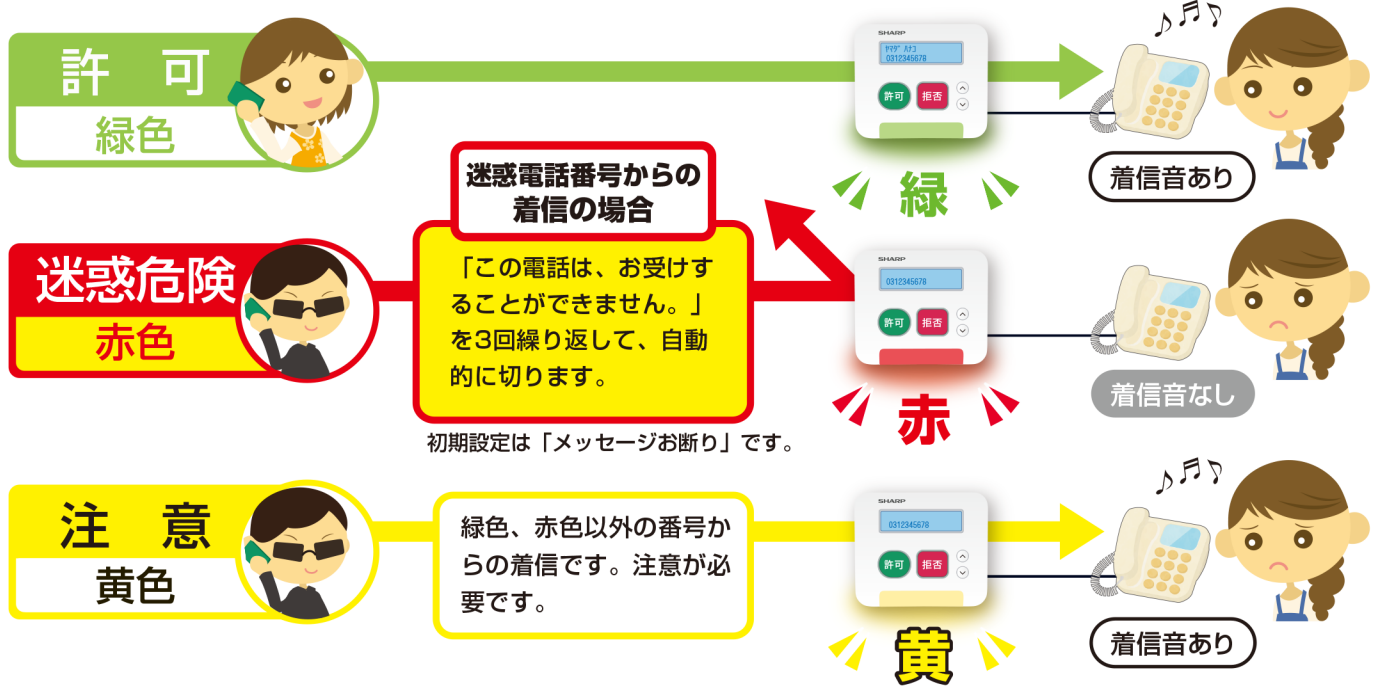 許可
緑色
SHARP
ﾔﾏﾀﾞ ﾊﾅｺ
0312345678
許可
拒否
緑
着信音あり
迷惑危険
赤色
迷惑電話番号からの
着信の場合
「この電話は、お受けす
ることができません。」
を3回繰り返して、自動
的に切ります。
初期設定は「メッセージお断り」です。
SHARP
0312345678
許可
拒否
赤
着信音なし
注意
黄色
緑色、赤色以外の番号か
らの着信です。注意が必
要です。
SHARP
0312345678
許可
拒否
黄
着信音あり